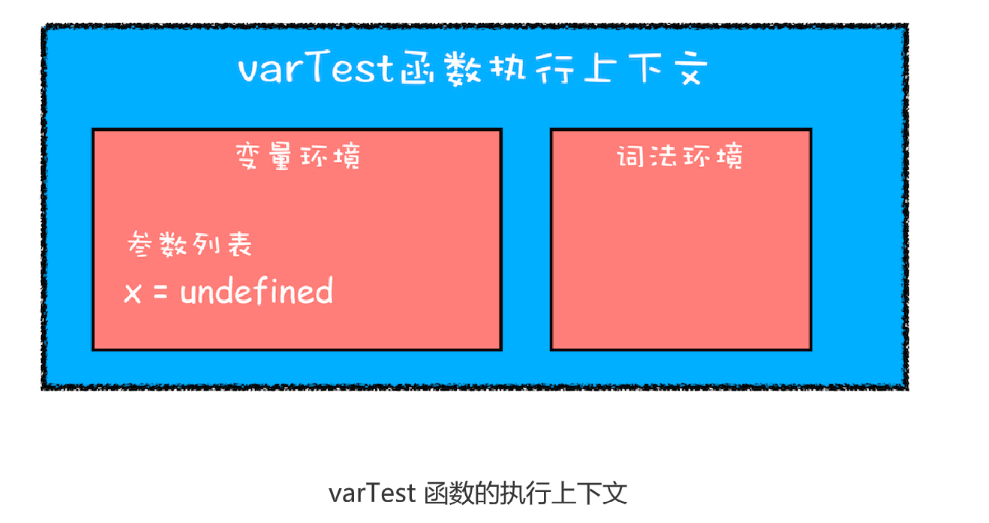 varTest函数执行上下文
变量环境
词法环境
参数列表
x = undefined
varTest 函数的执行上下文